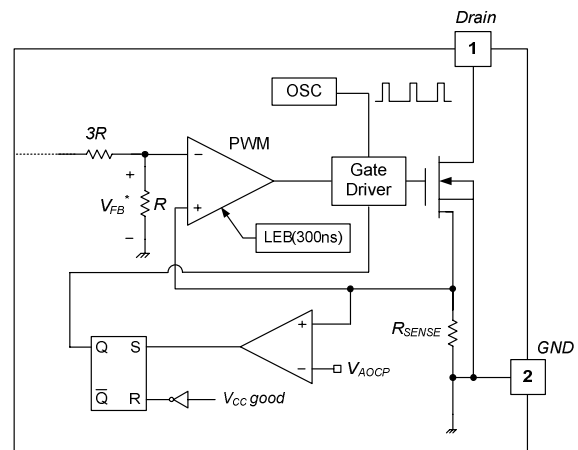 Drain
1
OSC
3R
PWM
Gate
Driver
−
+
+
V_FB*
R
−
LEB(300ns)
+
R_SENSE
GND
Q
S
−
V_AOCP
2
Q̅
R
V_CC good